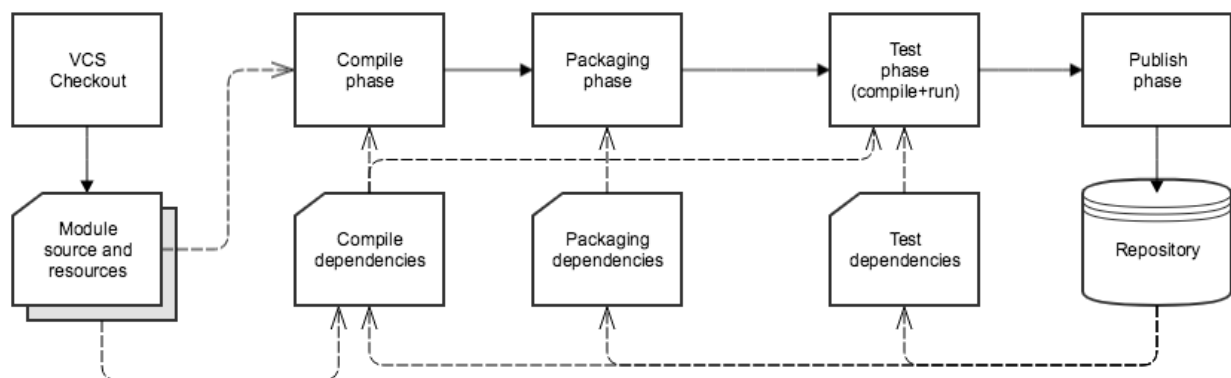 VCS
Checkout
Compile
phase
Packaging
phase
Test
phase
(compile+run)
Publish
phase
Module
source and
resources
Compile
dependencies
Packaging
dependencies
Test
dependencies
Repository